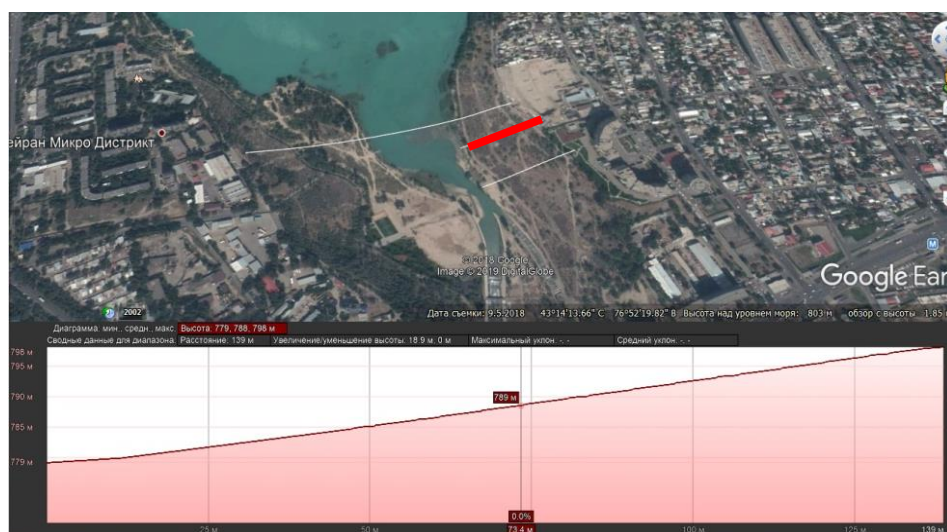 ейран Микро Дистрикт
© 2018 Google
Image © 2019 DigitalGlobe
Google Ear
2002
Дата съемки: 9.5.2018 43°14'13.66" С 76°52'19.82" В Высота над уровнем моря: 803 м обзор с высоты 1.85
Диаграмма: мин., средн., макс. Высота: 779, 788, 798 м
Сводные данные для диапазона: Расстояние: 139 м Увеличение/уменьшение высоты: 18.9 м, 0 м Максимальный уклон: -, - Средний уклон: -, -
798 м
795 м
790 м
789 м
785 м
779 м
0.0%
25 м 50 м 73.4 м 100 м 125 м 139 м